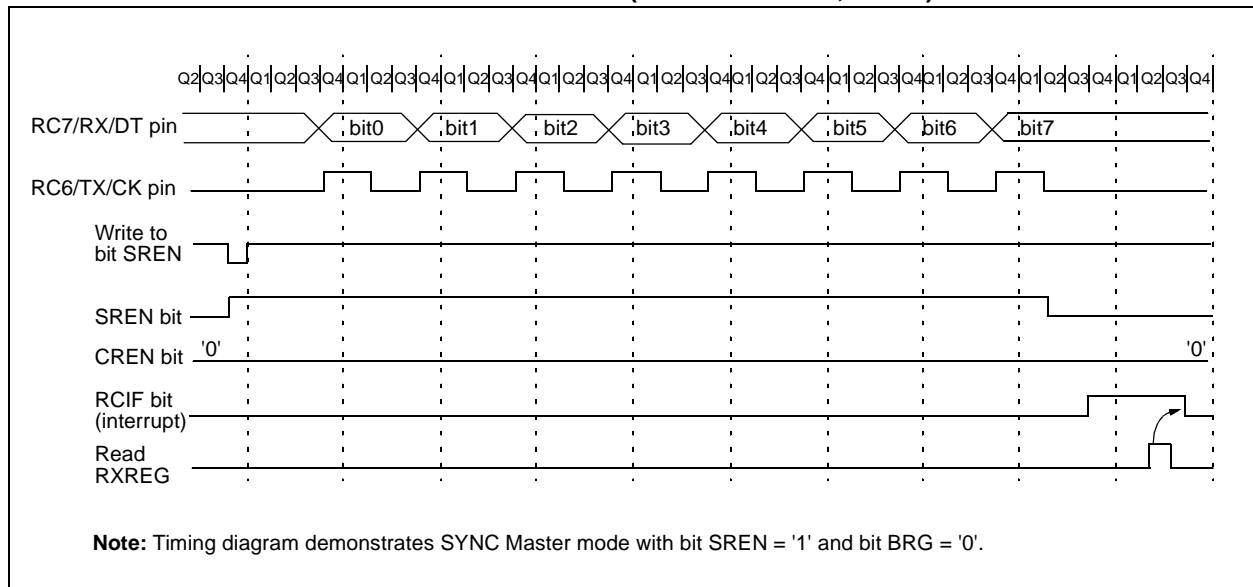 Q2 Q3 Q4 Q1 Q2 Q3 Q4 Q1 Q2 Q3 Q4 Q1 Q2 Q3 Q4 Q1 Q2 Q3 Q4 Q1 Q2 Q3 Q4 Q1 Q2 Q3 Q4 Q1 Q2 Q3 Q4 Q1 Q2 Q3 Q4 Q1 Q2 Q3 Q4 Q1 Q2 Q3 Q4
RC7/RX/DT pin bit0 bit1 bit2 bit3 bit4 bit5 bit6 bit7
RC6/TX/CK pin
Write to
bit SREN
SREN bit
CREN bit '0' '0'
RCIF bit
(interrupt)
Read
RXREG
Note: Timing diagram demonstrates SYNC Master mode with bit SREN = '1' and bit BRG = '0'.